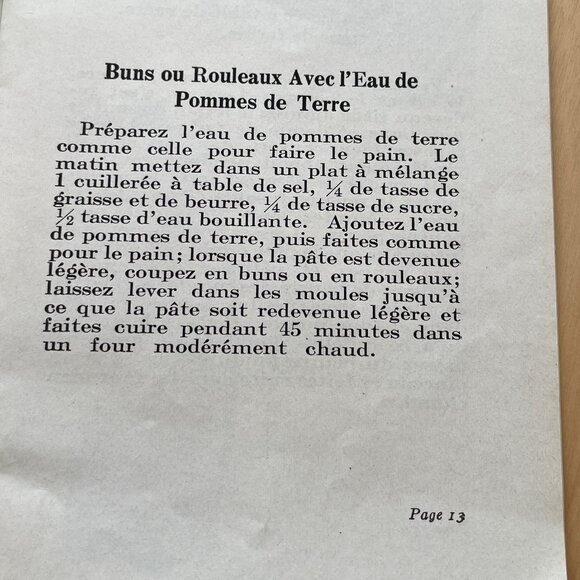 Buns ou Rouleaux Avec l'Eau de
Pommes de Terre
Préparez l'eau de pommes de terre
comme celle pour faire le pain. Le
matin mettez dans un plat à mélange
1 cuillerée à table de sel, ¼ de tasse de
graisse et de beurre, ¼ de tasse de sucre,
½ tasse d'eau bouillante. Ajoutez l'eau
de pommes de terre, puis faites comme
pour le pain; lorsque la pâte est devenue
légère, coupez en buns ou en rouleaux;
laissez lever dans les moules jusqu'à
ce que la pâte soit redevenue légère et
faites cuire pendant 45 minutes dans
un four modérément chaud.
Page 13